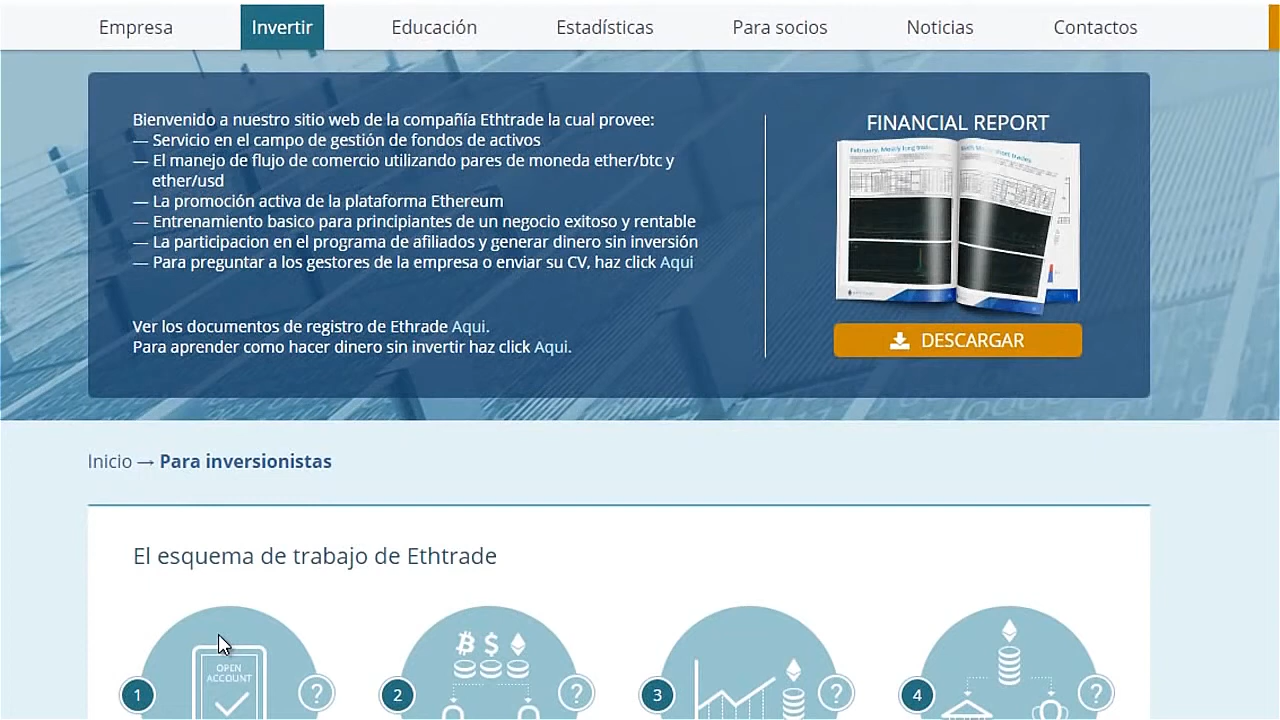 Empresa Invertir Educación Estadísticas Para socios Noticias Contactos
Bienvenido a nuestro sitio web de la compañía Ethtrade la cual provee:
— Servicio en el campo de gestión de fondos de activos
— El manejo de flujo de comercio utilizando pares de moneda ether/btc y
ether/usd
— La promoción activa de la plataforma Ethereum
— Entrenamiento basico para principiantes de un negocio exitoso y rentable
— La participacion en el programa de afiliados y generar dinero sin inversión
— Para preguntar a los gestores de la empresa o enviar su CV, haz click Aqui
Ver los documentos de registro de Ethrade Aqui.
Para aprender como hacer dinero sin invertir haz click Aqui.
FINANCIAL REPORT
February. Mostly long trades
DESCARGAR
Inicio → Para inversionistas
El esquema de trabajo de Ethtrade
OPEN
ACCOUNT
1 ? 2 ? 3 ? 4 ?